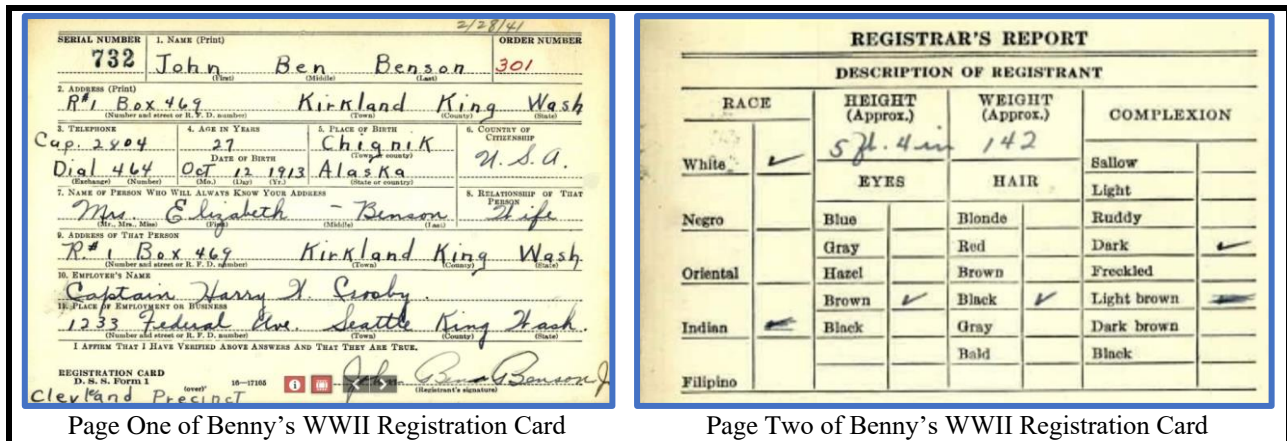 2/28/41
SERIAL NUMBER 1. NAME (Print) ORDER NUMBER
732 John Ben Benson 301
(First) (Middle) (Last)
2. ADDRESS (Print)
R#1 Box 469 Kirkland King Wash
(Number and street or R. F. D. number) (Town) (County) (State)
3. TELEPHONE 4. AGE IN YEARS 5. PLACE OF BIRTH 6. COUNTRY OF CITIZENSHIP
Cap. 2804 27 Chignik U.S.A.
DATE OF BIRTH (Town or county)
Dial 464 Oct 12 1913 Alaska
(Exchange) (Number) (Mo.) (Day) (Yr.) (State or country)
7. NAME OF PERSON WHO WILL ALWAYS KNOW YOUR ADDRESS 8. RELATIONSHIP OF THAT PERSON
Mrs. Elizabeth - Benson Wife
(Mr., Mrs., Miss) (First) (Middle) (Last)
9. ADDRESS OF THAT PERSON
R.#1 Box 469 Kirkland King Wash
(Number and street or R. F. D. number) (Town) (County) (State)
10. EMPLOYER'S NAME
Captain Harry Crosby.
11. PLACE OF EMPLOYMENT OR BUSINESS
1233 Federal Ave. Seattle King Wash.
(Number and street or R. F. D. number) (Town) (County) (State)
I AFFIRM THAT I HAVE VERIFIED ABOVE ANSWERS AND THAT THEY ARE TRUE.
REGISTRATION CARD
D. S. S. Form 1 (over) 16—17105 John Benson Jr
(Registrant's signature)
Clevland Precinct
Page One of Benny's WWII Registration Card
REGISTRAR'S REPORT
DESCRIPTION OF REGISTRANT
RACE HEIGHT (Approx.) WEIGHT (Approx.) COMPLEXION
5 ft. 4 in 142
White ✓ Sallow
EYES HAIR Light
Negro Blue Blonde Ruddy
Gray Red Dark ✓
Oriental Hazel Brown Freckled
Brown ✓ Black ✓ Light brown
Indian Black Gray Dark brown
Bald Black
Filipino
Page Two of Benny's WWII Registration Card